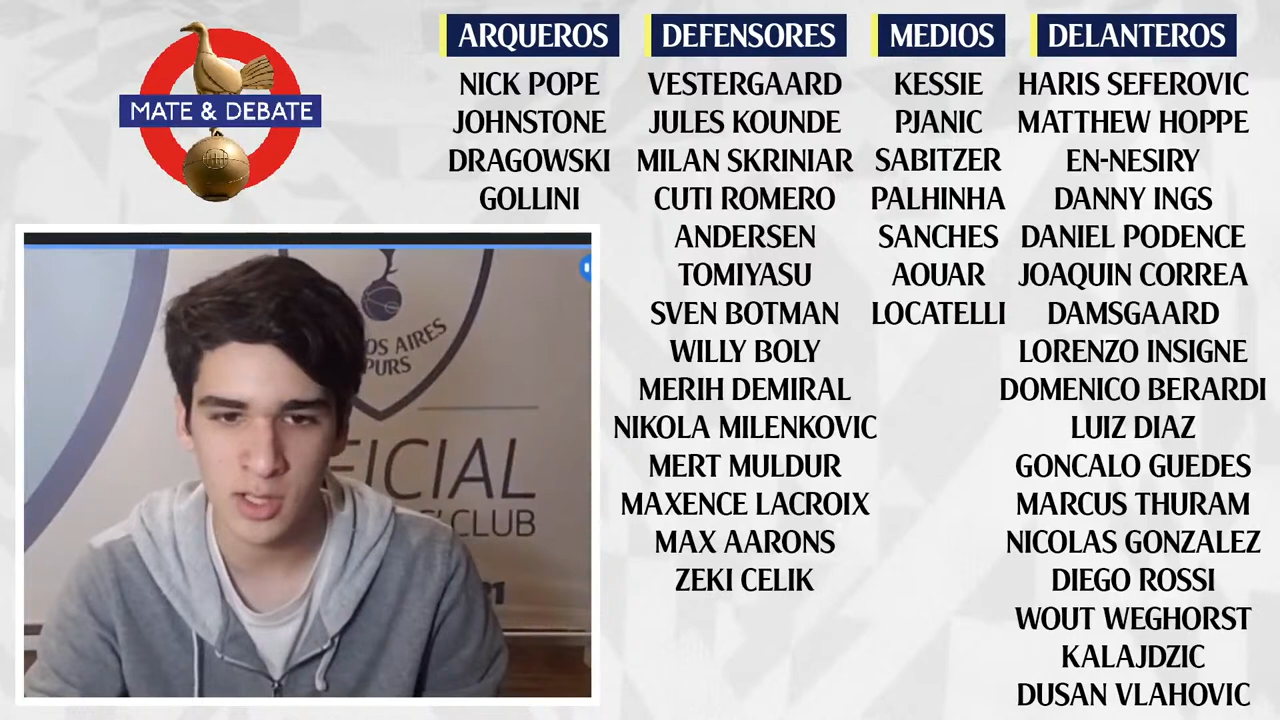 MATE & DEBATE
ARQUEROS
NICK POPE
JOHNSTONE
DRAGOWSKI
GOLLINI
DEFENSORES
VESTERGAARD
JULES KOUNDE
MILAN SKRINIAR
CUTI ROMERO
ANDERSEN
TOMIYASU
SVEN BOTMAN
WILLY BOLY
MERIH DEMIRAL
NIKOLA MILENKOVIC
MERT MULDUR
MAXENCE LACROIX
MAX AARONS
ZEKI CELIK
MEDIOS
KESSIE
PJANIC
SABITZER
PALHINHA
SANCHES
AOUAR
LOCATELLI
DELANTEROS
HARIS SEFEROVIC
MATTHEW HOPPE
EN-NESIRY
DANNY INGS
DANIEL PODENCE
JOAQUIN CORREA
DAMSGAARD
LORENZO INSIGNE
DOMENICO BERARDI
LUIZ DIAZ
GONCALO GUEDES
MARCUS THURAM
NICOLAS GONZALEZ
DIEGO ROSSI
WOUT WEGHORST
KALAJDZIC
DUSAN VLAHOVIC
OS AIRES
PURS
FICIAL
CLUB